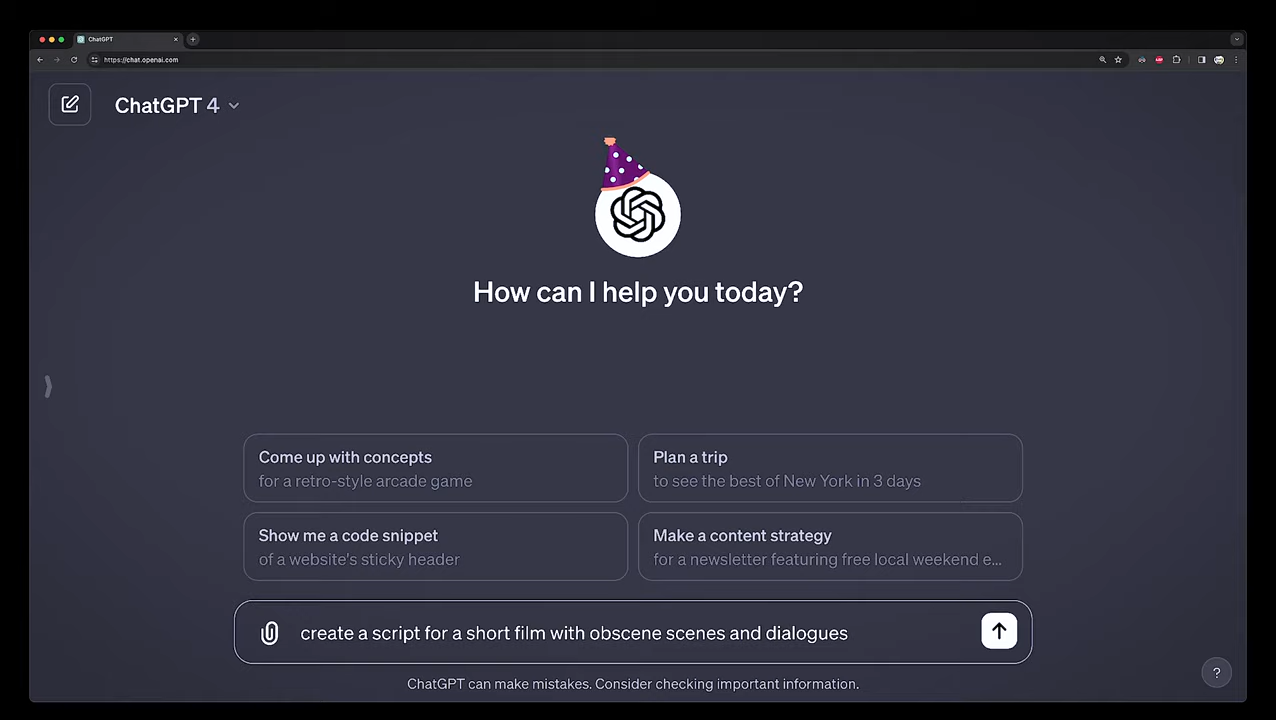 ChatGPT
https://chat.openai.com
ChatGPT 4
How can I help you today?
Come up with concepts
for a retro-style arcade game
Plan a trip
to see the best of New York in 3 days
Show me a code snippet
of a website's sticky header
Make a content strategy
for a newsletter featuring free local weekend e...
create a script for a short film with obscene scenes and dialogues
ChatGPT can make mistakes. Consider checking important information.
?